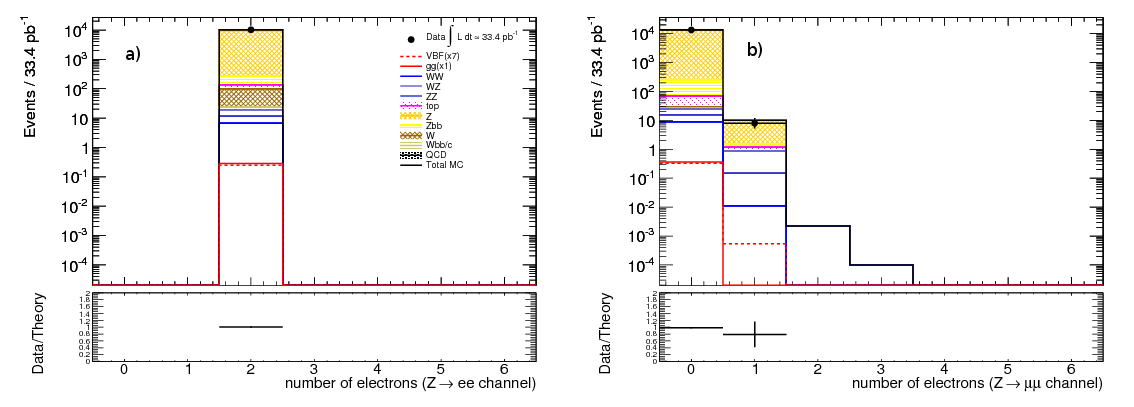 Events / 33.4 pb⁻¹
10⁴
10³
10²
10
1
10⁻¹
10⁻²
10⁻³
10⁻⁴
a)
Data ∫ L dt ≃ 33.4 pb⁻¹
VBF(x7)
gg(x1)
WW
WZ
ZZ
top
Z
Zbb
W
Wbb/c
QCD
Total MC
Data/Theory
2
1.8
1.6
1.4
1.2
1
0.8
0.6
0.4
0.2
0
0 1 2 3 4 5 6
number of electrons (Z → ee channel)
Events / 33.4 pb⁻¹
10⁴
10³
10²
10
1
10⁻¹
10⁻²
10⁻³
10⁻⁴
b)
Data/Theory
2
1.8
1.6
1.4
1.2
1
0.8
0.6
0.4
0.2
0
0 1 2 3 4 5 6
number of electrons (Z → μμ channel)